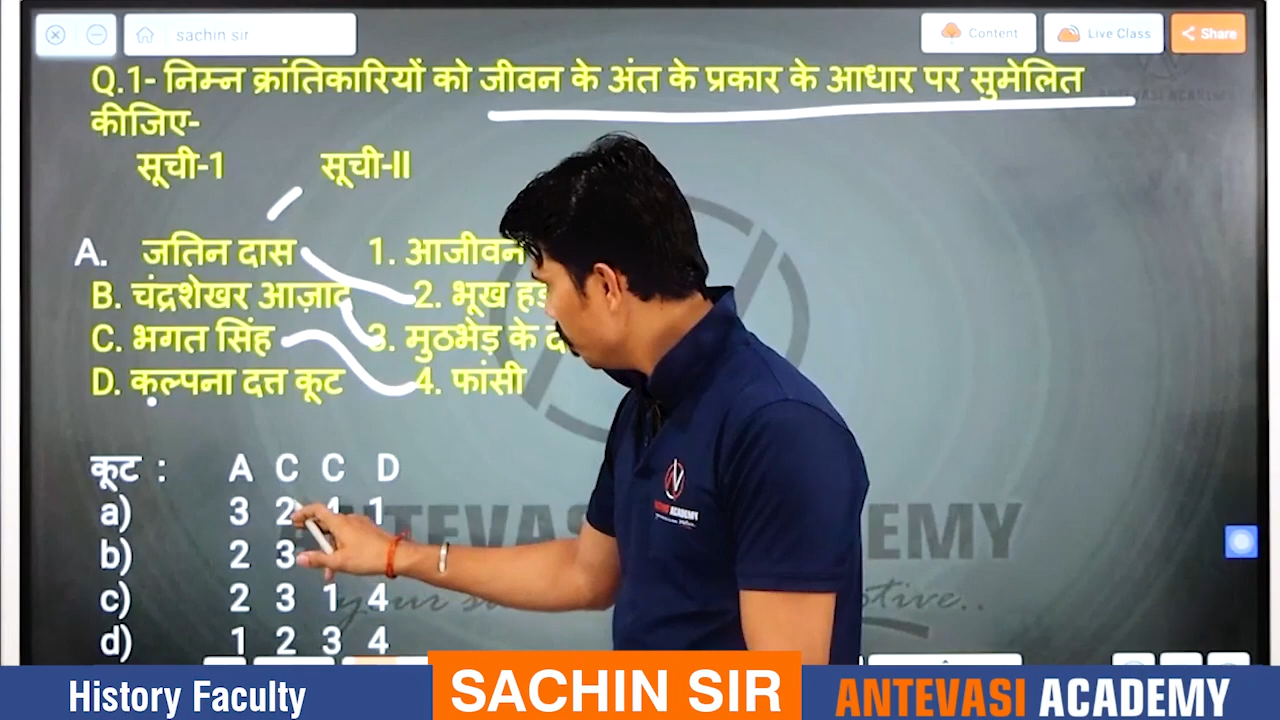 sachin sir
Content
Live Class
Share
Q.1- निम्न क्रांतिकारियों को जीवन के अंत के प्रकार के आधार पर सुमेलित
कीजिए-
सूची-1 सूची-II
A. जतिन दास 1. आजीवन
B. चंद्रशेखर आज़ाद 2. भूख
C. भगत सिंह 3. मुठभेड़ के
D. कल्पना दत्त कूट 4. फांसी
कूट : A C C D
a) 3 2 1
b) 2 3
c) 2 3 1 4
d) 1 2 3 4
ANTEVASI ACADEMY
History Faculty
SACHIN SIR
ANTEVASI ACADEMY